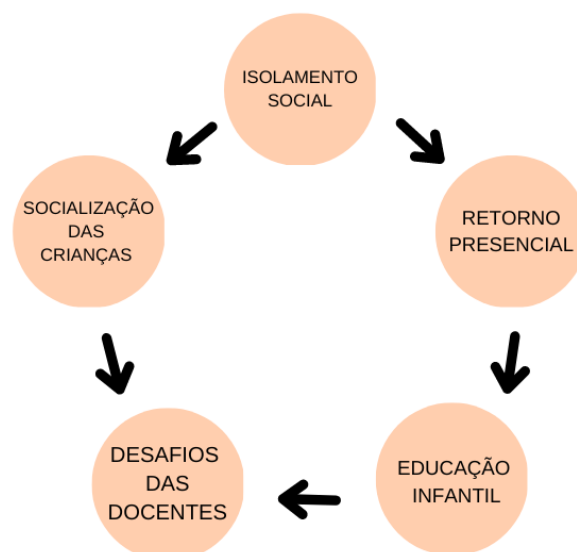 ISOLAMENTO
SOCIAL
SOCIALIZAÇÃO
DAS
CRIANÇAS
RETORNO
PRESENCIAL
DESAFIOS
DAS
DOCENTES
EDUCAÇÃO
INFANTIL